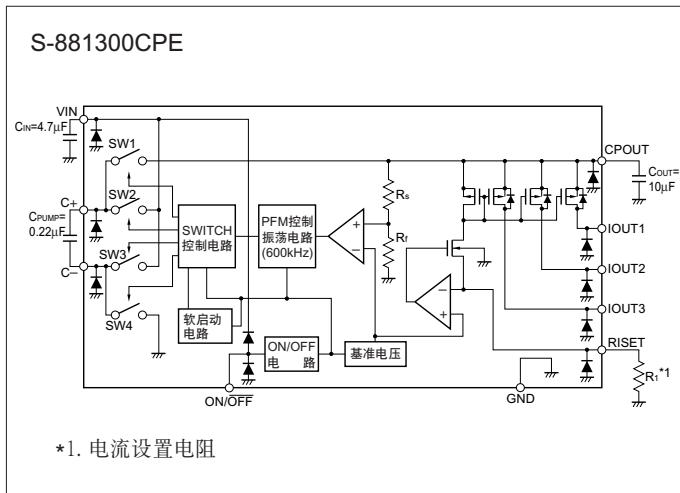 S-881300CPE
VIN
CIN=4.7μF
SW1
CPOUT
COUT=
10μF
C+
SW2
CPUMP=
0.22μF
SWITCH
控制电路
PFM控制
振荡电路
(600kHz)
+
−
Rs
Rf
IOUT1
C−
SW3
IOUT2
SW4
软启动
电路
−
+
IOUT3
ON/OFF
电 路
基准电压
RISET
R1*1
ON/OFF
GND
*1. 电流设置电阻